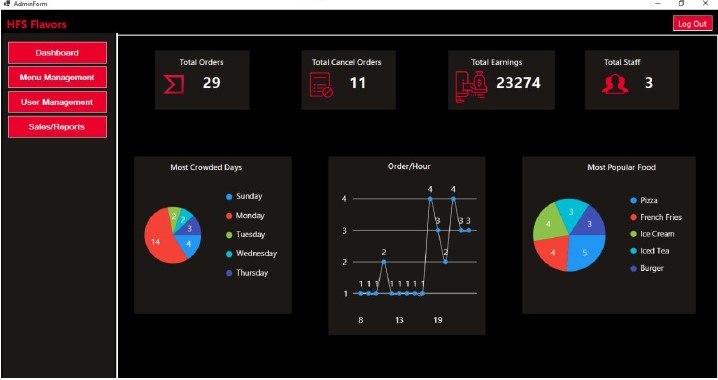 AdminForm
HFS Flavors
Log Out
Dashboard
Menu Management
User Management
Sales/Reports
Total Orders
29
Total Cancel Orders
11
Total Earnings
23274
Total Staff
3
Most Crowded Days
2
2
3
4
14
Sunday
Monday
Tuesday
Wednesday
Thursday
Order/Hour
4
3
2
1
1 1 1
2
1 1 1 1 1
4
3
2
4
3 3
8 13 19
Most Popular Food
3
3
4
4
5
Pizza
French Fries
Ice Cream
Iced Tea
Burger